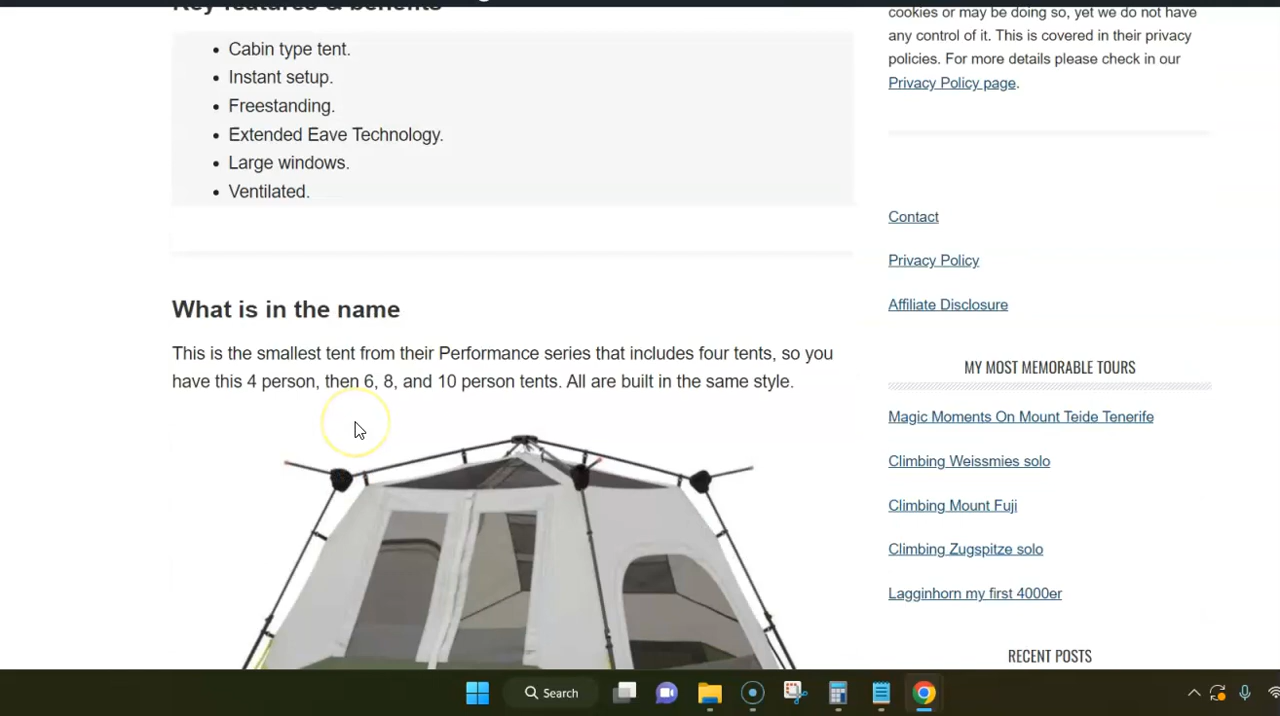 Key features & benefits
Cabin type tent.
Instant setup.
Freestanding.
Extended Eave Technology.
Large windows.
Ventilated.
What is in the name
This is the smallest tent from their Performance series that includes four tents, so you
have this 4 person, then 6, 8, and 10 person tents. All are built in the same style.
cookies or may be doing so, yet we do not have
any control of it. This is covered in their privacy
policies. For more details please check in our
Privacy Policy page.
Contact
Privacy Policy
Affiliate Disclosure
MY MOST MEMORABLE TOURS
Magic Moments On Mount Teide Tenerife
Climbing Weissmies solo
Climbing Mount Fuji
Climbing Zugspitze solo
Lagginhorn my first 4000er
RECENT POSTS
Search